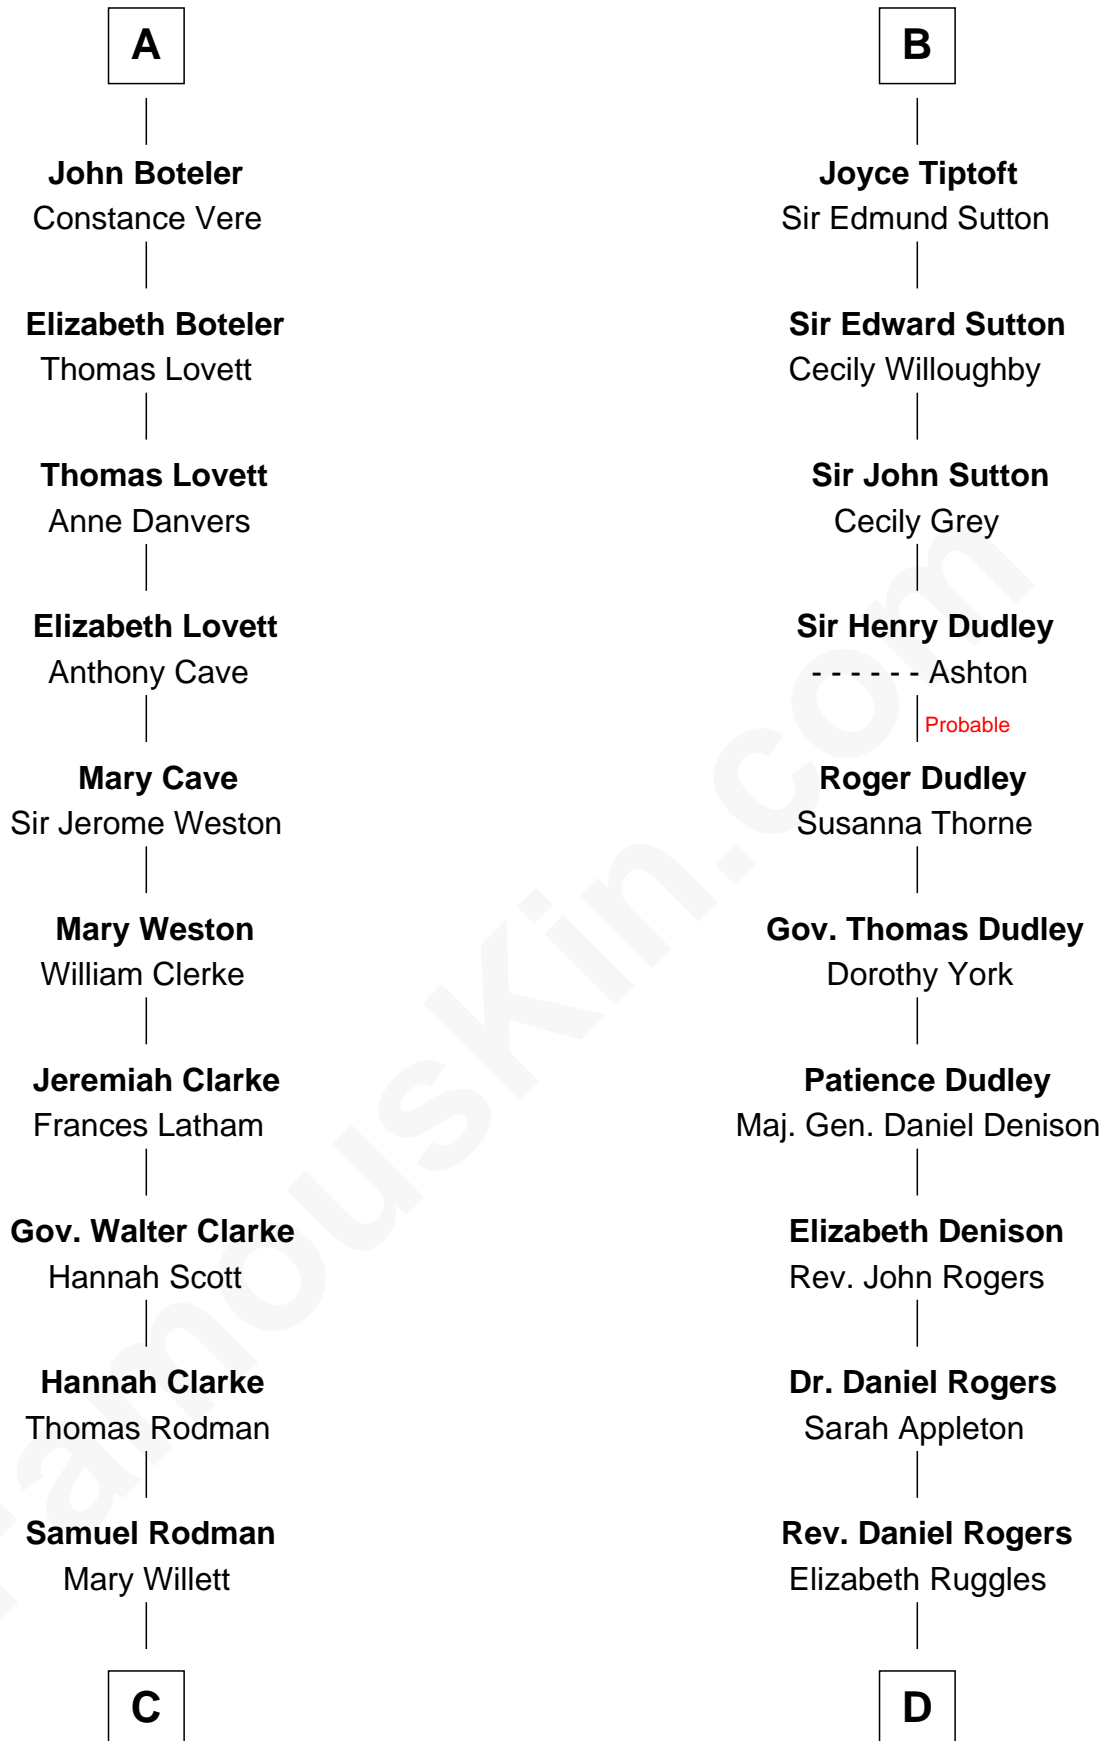 A
John Boteler
Constance Vere
Elizabeth Boteler
Thomas Lovett
Thomas Lovett
Anne Danvers
Elizabeth Lovett
Anthony Cave
Mary Cave
Sir Jerome Weston
Mary Weston
William Clerke
Jeremiah Clarke
Frances Latham
Gov. Walter Clarke
Hannah Scott
Hannah Clarke
Thomas Rodman
Samuel Rodman
Mary Willett
C
B
Joyce Tiptoft
Sir Edmund Sutton
Sir Edward Sutton
Cecily Willoughby
Sir John Sutton
Cecily Grey
Sir Henry Dudley
- - - - - - Ashton
Probable
Roger Dudley
Susanna Thorne
Gov. Thomas Dudley
Dorothy York
Patience Dudley
Maj. Gen. Daniel Denison
Elizabeth Denison
Rev. John Rogers
Dr. Daniel Rogers
Sarah Appleton
Rev. Daniel Rogers
Elizabeth Ruggles
D
FamousKin.com